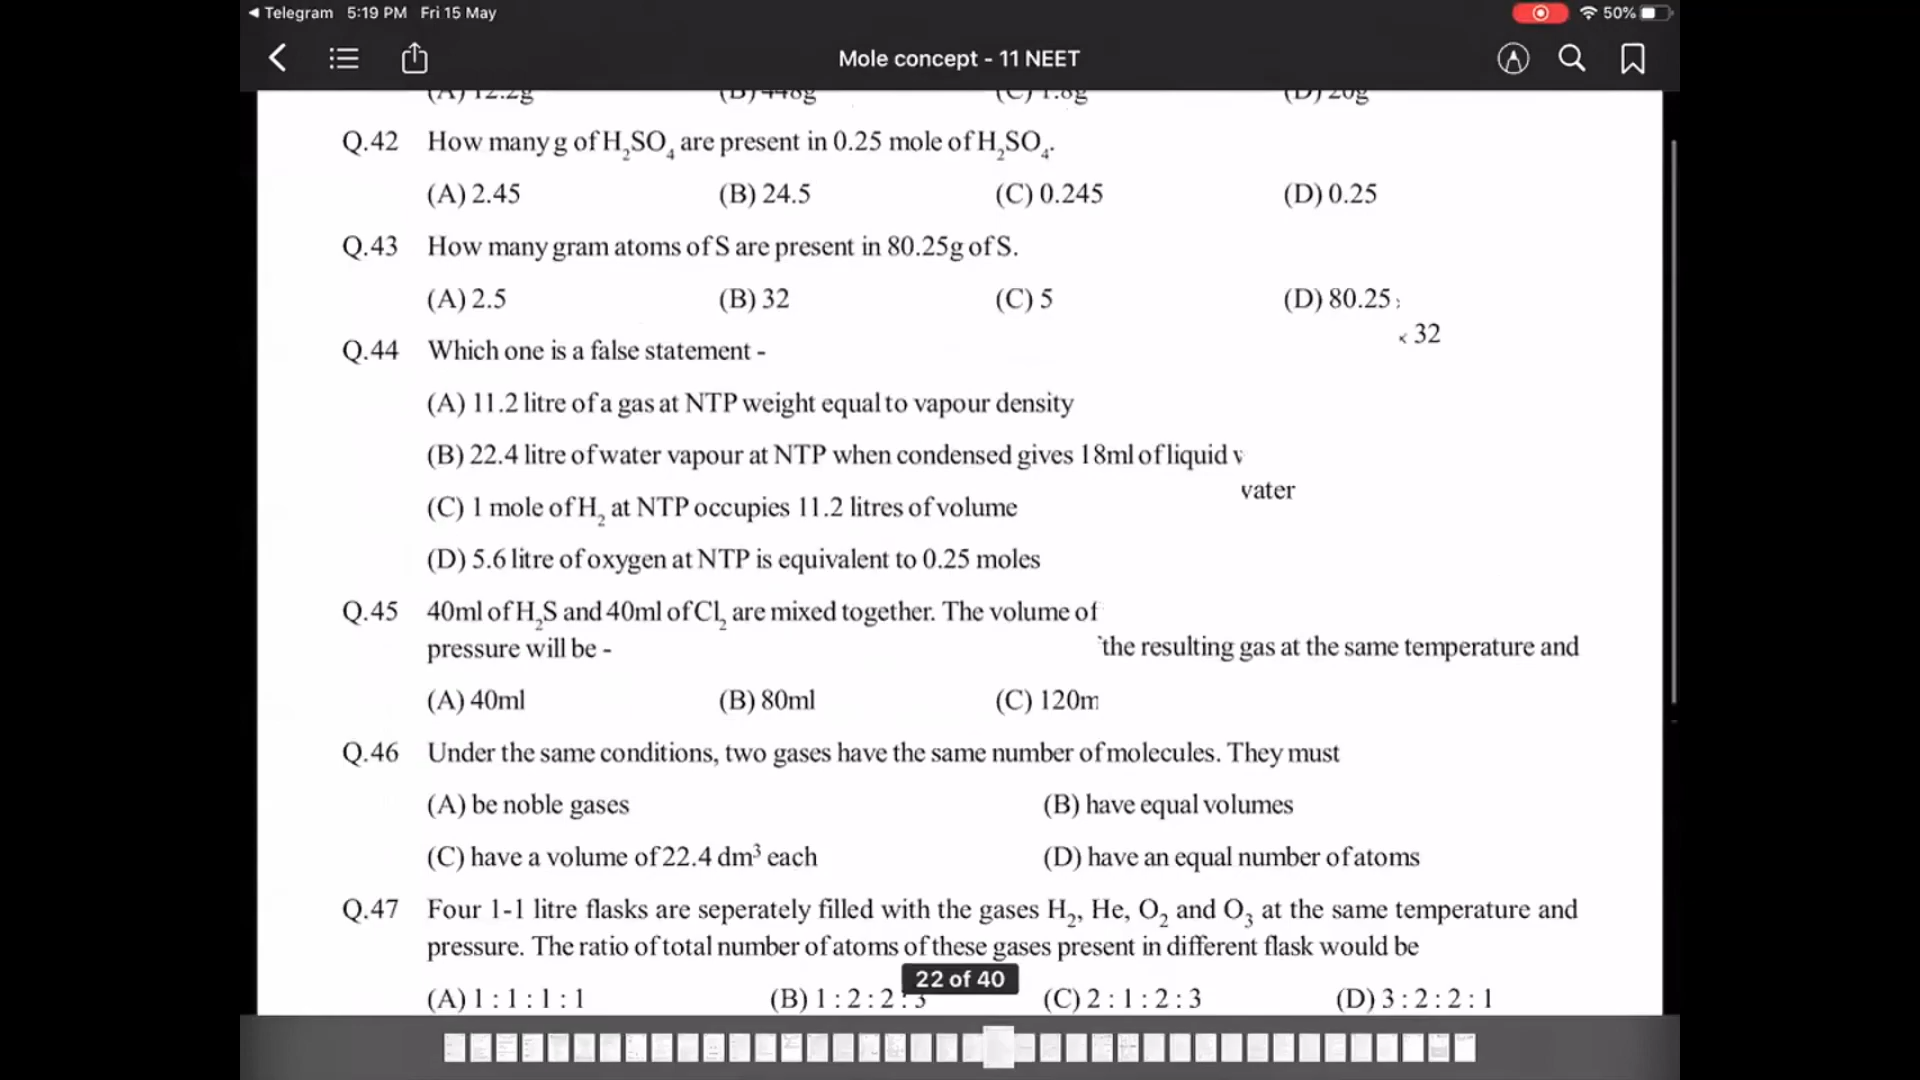 Telegram 5:19 PM Fri 15 May 50%
Mole concept - 11 NEET
(A) 12.2g (B) 448g (C) 1.8g (D) 20g
Q.42 How many g of H₂SO₄ are present in 0.25 mole of H₂SO₄.
(A) 2.45 (B) 24.5 (C) 0.245 (D) 0.25
Q.43 How many gram atoms of S are present in 80.25g of S.
(A) 2.5 (B) 32 (C) 5 (D) 80.25
× 32
Q.44 Which one is a false statement -
(A) 11.2 litre of a gas at NTP weight equal to vapour density
(B) 22.4 litre of water vapour at NTP when condensed gives 18ml of liquid v
vater
(C) 1 mole of H₂ at NTP occupies 11.2 litres of volume
(D) 5.6 litre of oxygen at NTP is equivalent to 0.25 moles
Q.45 40ml of H₂S and 40ml of Cl₂ are mixed together. The volume of
the resulting gas at the same temperature and
pressure will be -
(A) 40ml (B) 80ml (C) 120m
Q.46 Under the same conditions, two gases have the same number of molecules. They must
(A) be noble gases (B) have equal volumes
(C) have a volume of 22.4 dm³ each (D) have an equal number of atoms
Q.47 Four 1-1 litre flasks are seperately filled with the gases H₂, He, O₂ and O₃ at the same temperature and
pressure. The ratio of total number of atoms of these gases present in different flask would be
22 of 40
(A) 1 : 1 : 1 : 1 (B) 1 : 2 : 2 : 3 (C) 2 : 1 : 2 : 3 (D) 3 : 2 : 2 : 1